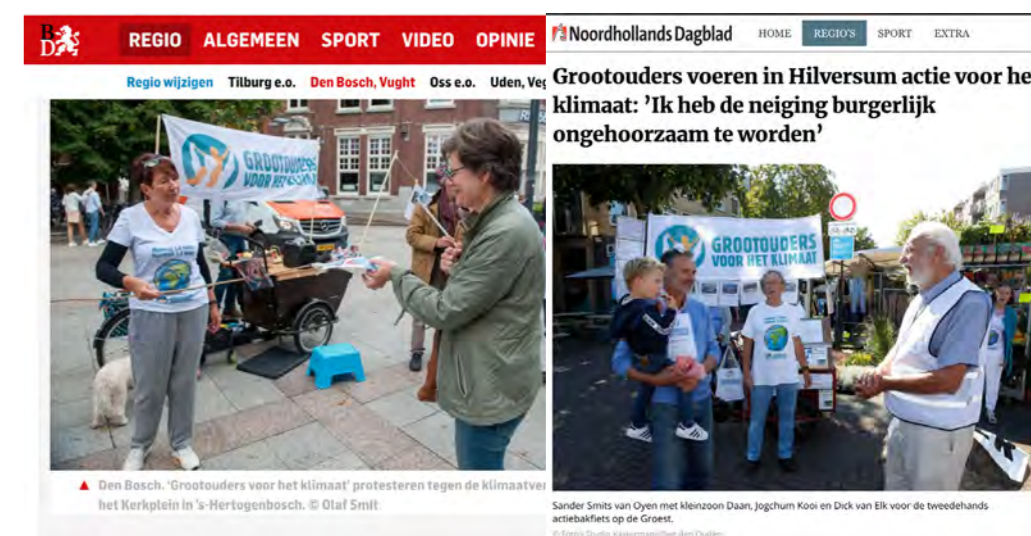 BD
REGIO ALGEMEEN SPORT VIDEO OPINIE
Regio wijzigen Tilburg e.o. Den Bosch, Vught Oss e.o. Uden, Veg
GROOTOUDERS
VOOR HET KLIMAAT
Den Bosch. 'Grootouders voor het klimaat' protesteren tegen de klimaatver
het Kerkplein in 's-Hertogenbosch. © Olaf Smit
Noordhollands Dagblad HOME REGIO'S SPORT EXTRA
Grootouders voeren in Hilversum actie voor he
klimaat: ’Ik heb de neiging burgerlijk
ongehoorzaam te worden’
GROOTOUDERS
VOOR HET KLIMAAT
Sander Smits van Oyen met kleinzoon Daan, Jogchum Kooi en Dick van Elk voor de tweedehands
actiebakfiets op de Groest.